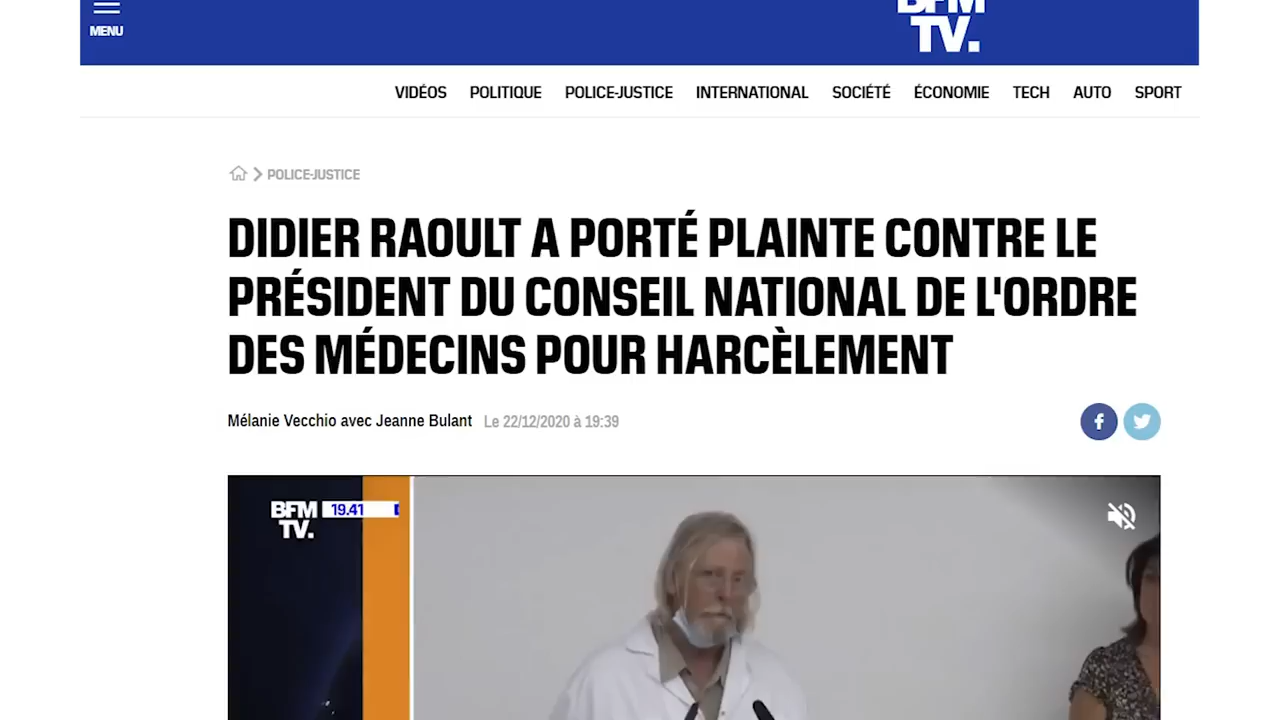 BFM
TV.
MENU
VIDÉOS POLITIQUE POLICE-JUSTICE INTERNATIONAL SOCIÉTÉ ÉCONOMIE TECH AUTO SPORT
POLICE-JUSTICE
DIDIER RAOULT A PORTÉ PLAINTE CONTRE LE
PRÉSIDENT DU CONSEIL NATIONAL DE L'ORDRE
DES MÉDECINS POUR HARCÈLEMENT
Mélanie Vecchio avec Jeanne Bulant Le 22/12/2020 à 19:39
BFM 19.41
TV.